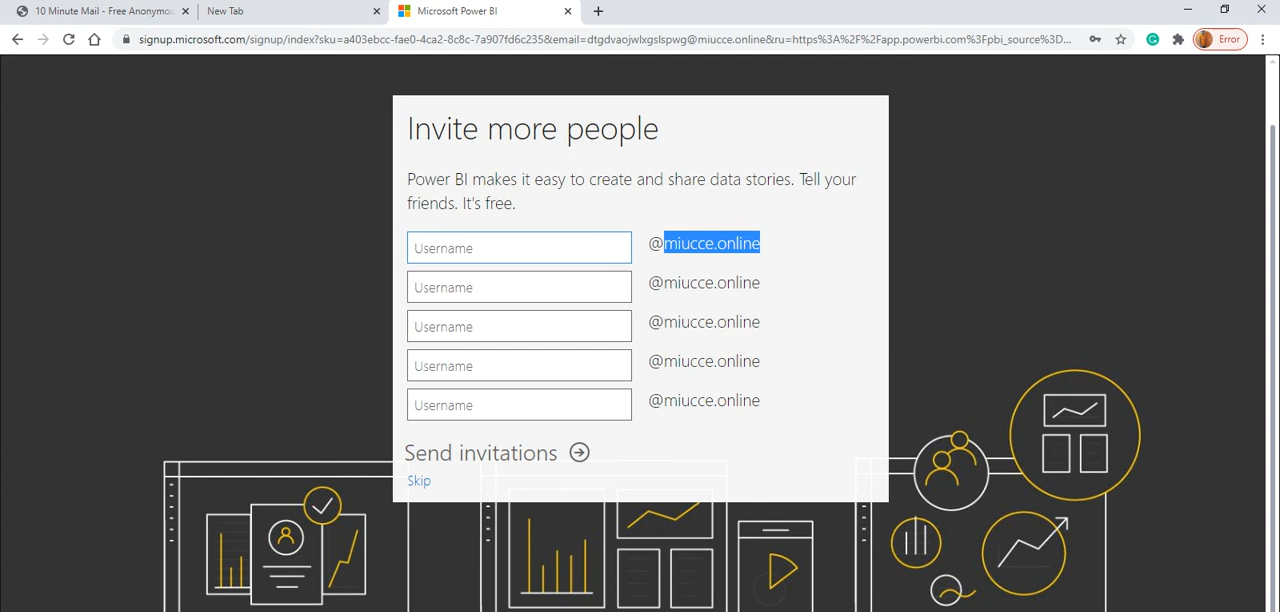 10 Minute Mail - Free Anonymou
New Tab
Microsoft Power BI
signup.microsoft.com/signup/index?sku=a403ebcc-fae0-4ca2-8c8c-7a907fd6c235&email=dtgdvaojwlxgslspwg@miucce.online&ru=https%3A%2F%2Fapp.powerbi.com%3Fpbi_source%3D...
Error
Invite more people
Power BI makes it easy to create and share data stories. Tell your
friends. It's free.
Username @miucce.online
Username @miucce.online
Username @miucce.online
Username @miucce.online
Username @miucce.online
Send invitations
Skip